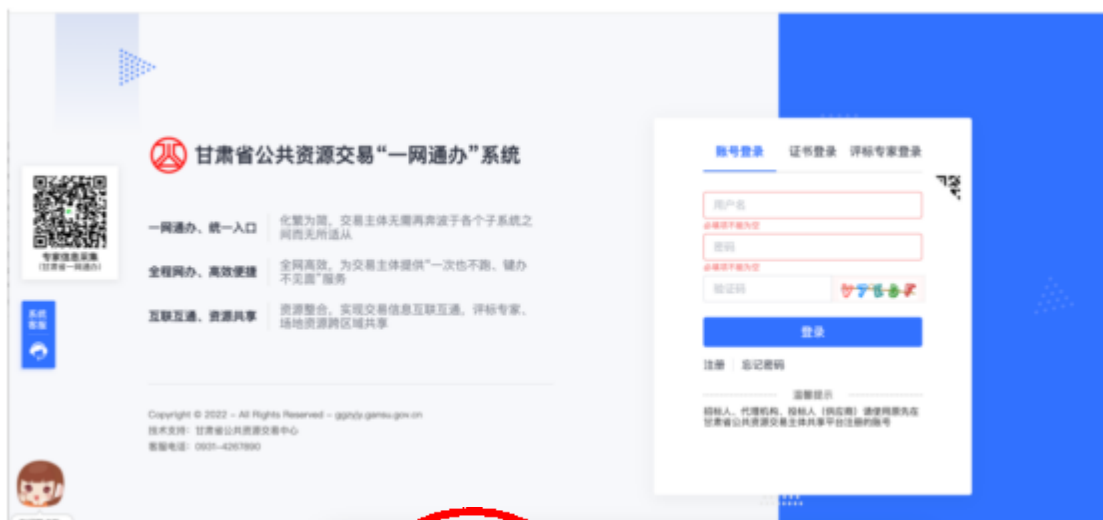 甘肃省公共资源交易“一网通办”系统
一网通办、统一入口
化繁为简，交易主体无需再奔波于各个子系统之
间而无所适从
全程网办、高效便捷
全网高效，为交易主体提供“一次也不跑、键办
不见面”服务
互联互通、资源共享
资源整合，实现交易信息互联互通，评标专家、
场地资源跨区域共享
Copyright © 2022 - All Rights Reserved - ggzyjy.gansu.gov.cn
技术支持：甘肃省公共资源交易中心
客服电话：0931-4267890
专家信息采集
(甘肃省一网通办)
系统
客服
账号登录 证书登录 评标专家登录
用户名
必填项不能为空
密码
必填项不能为空
验证码
登录
注册 忘记密码
温馨提示
招标人、代理机构、投标人（供应商）请使用原先在
甘肃省公共资源交易主体共享平台注册的账号